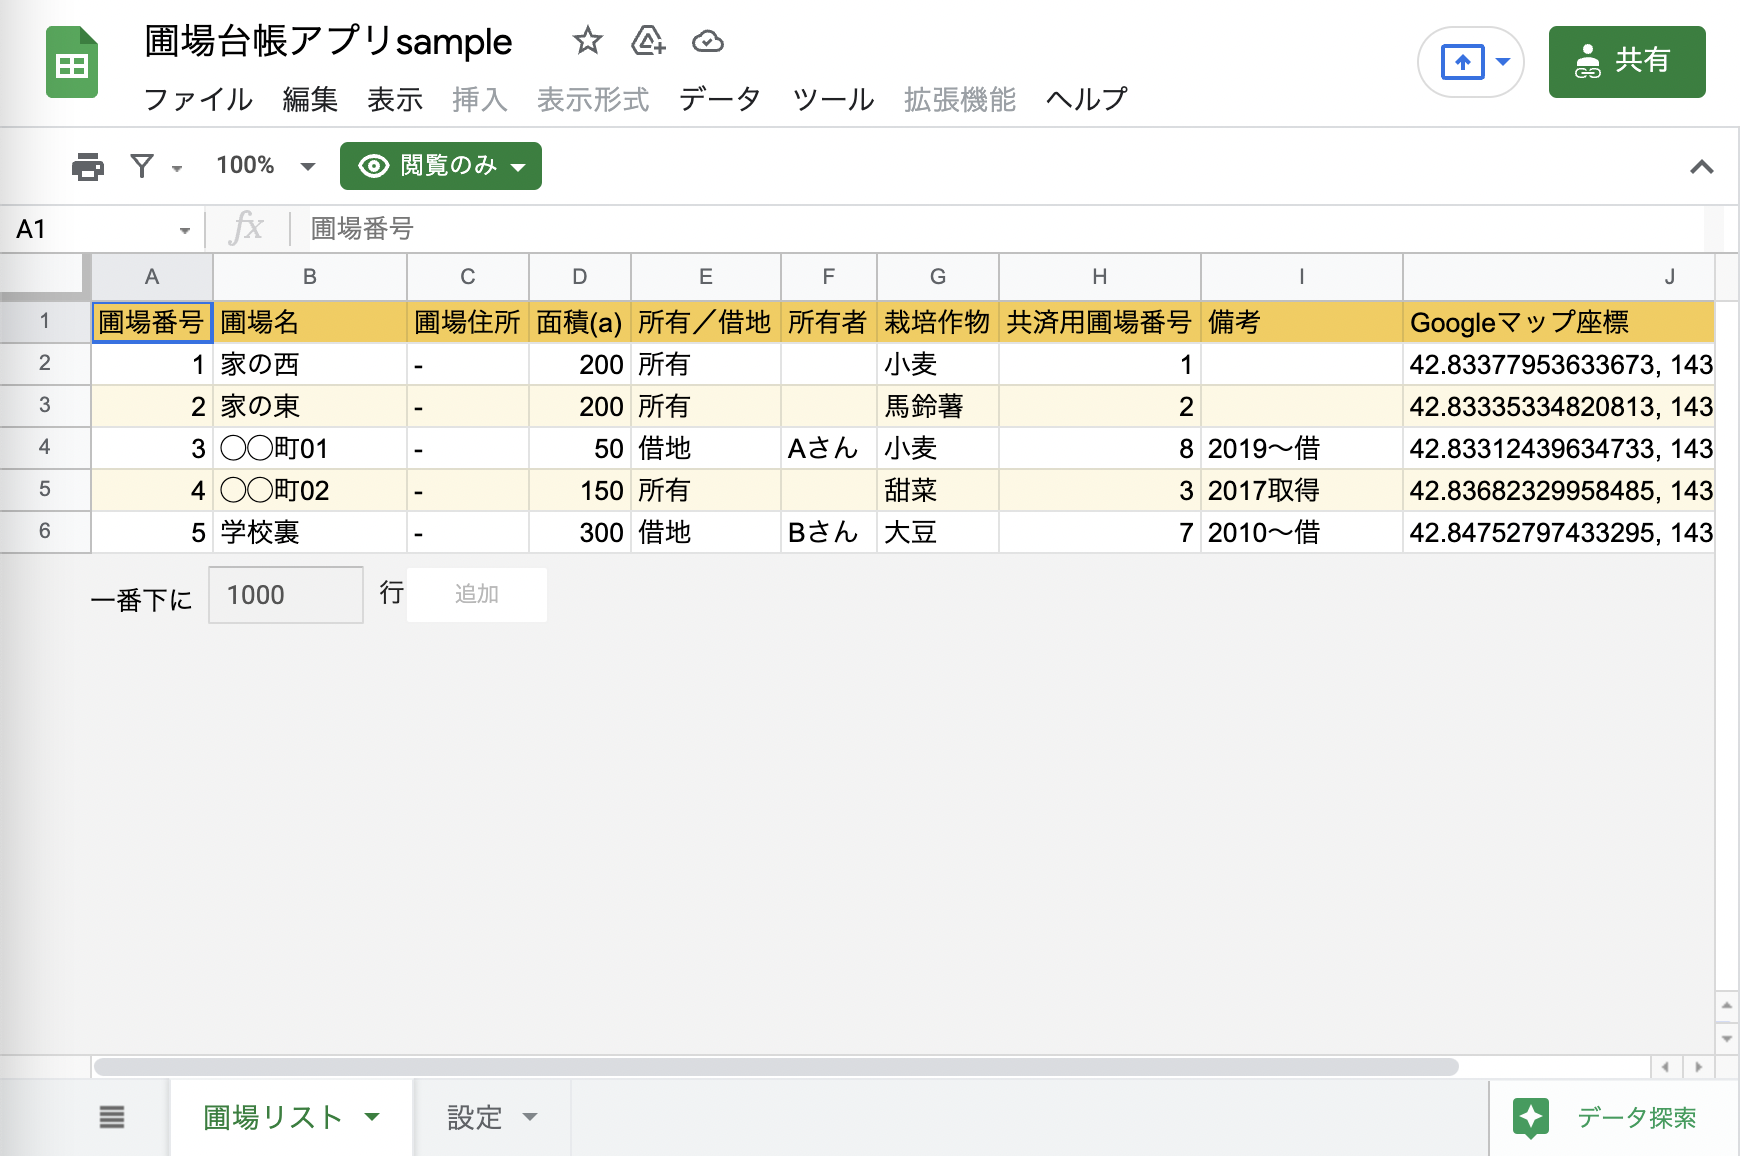 圃場台帳アプリsample
共有
ファイル 編集 表示 挿入 表示形式 データ ツール 拡張機能 ヘルプ
100% 閲覧のみ
A1 fx 圃場番号
A B C D E F G H I J
1 圃場番号 圃場名 圃場住所 面積(a) 所有／借地 所有者 栽培作物 共済用圃場番号 備考 Googleマップ座標
2 1 家の西 - 200 所有 小麦 1 42.83377953633673, 143
3 2 家の東 - 200 所有 馬鈴薯 2 42.83335334820813, 143
4 3 ◯◯町01 - 50 借地 Aさん 小麦 8 2019〜借 42.83312439634733, 143
5 4 ◯◯町02 - 150 所有 甜菜 3 2017取得 42.83682329958485, 143
6 5 学校裏 - 300 借地 Bさん 大豆 7 2010〜借 42.84752797433295, 143
一番下に 1000 行 追加
圃場リスト 設定 データ探索